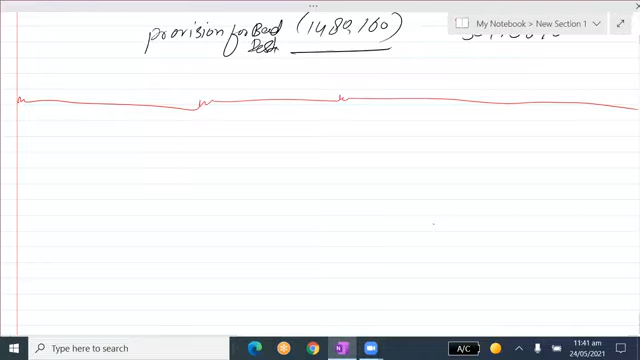 My Notebook > New Section 1
provision for Bad (1480,160)
Debt
Type here to search
A/C
11:41 am
24/05/2021